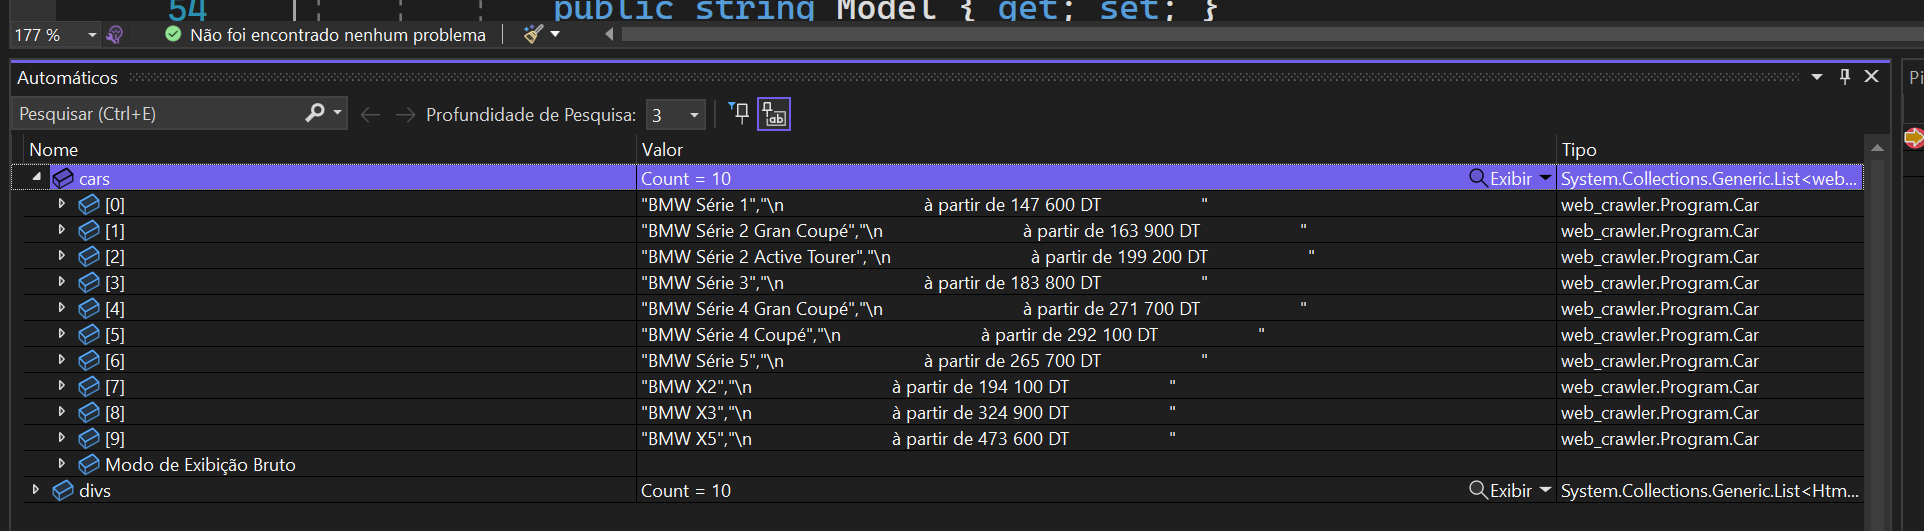 54 public string Model { get; set; }
177 % Não foi encontrado nenhum problema
Automáticos
Pesquisar (Ctrl+E) Profundidade de Pesquisa: 3
Nome Valor Tipo
cars Count = 10 Exibir System.Collections.Generic.List<web...
[0] "BMW Série 1","\n à partir de 147 600 DT " web_crawler.Program.Car
[1] "BMW Série 2 Gran Coupé","\n à partir de 163 900 DT " web_crawler.Program.Car
[2] "BMW Série 2 Active Tourer","\n à partir de 199 200 DT " web_crawler.Program.Car
[3] "BMW Série 3","\n à partir de 183 800 DT " web_crawler.Program.Car
[4] "BMW Série 4 Gran Coupé","\n à partir de 271 700 DT " web_crawler.Program.Car
[5] "BMW Série 4 Coupé","\n à partir de 292 100 DT " web_crawler.Program.Car
[6] "BMW Série 5","\n à partir de 265 700 DT " web_crawler.Program.Car
[7] "BMW X2","\n à partir de 194 100 DT " web_crawler.Program.Car
[8] "BMW X3","\n à partir de 324 900 DT " web_crawler.Program.Car
[9] "BMW X5","\n à partir de 473 600 DT " web_crawler.Program.Car
Modo de Exibição Bruto
divs Count = 10 Exibir System.Collections.Generic.List<Htm...